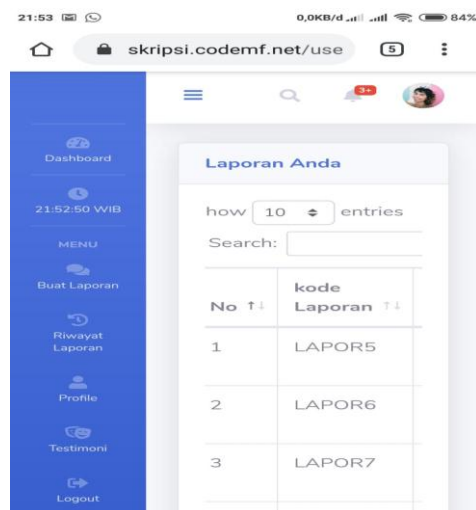 21:53
0,0KB/d
84%
skripsi.codemf.net/use
5
3+
Dashboard
21:52:50 WIB
MENU
Buat Laporan
Riwayat
Laporan
Profile
Testimoni
Logout
Laporan Anda
how 10 entries
Search:
No
kode
Laporan
1 LAPOR5
2 LAPOR6
3 LAPOR7